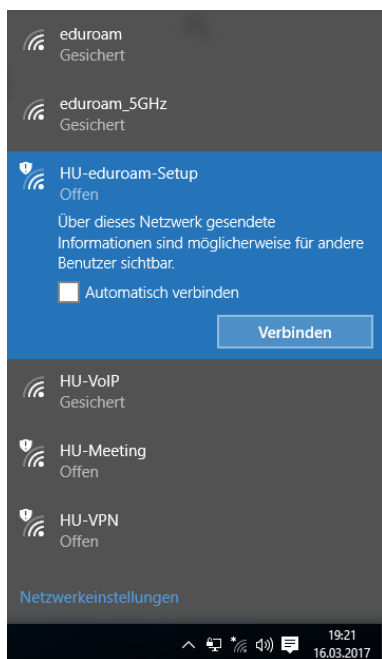 eduroam
Gesichert
eduroam_5GHz
Gesichert
HU-eduroam-Setup
Offen
Über dieses Netzwerk gesendete
Informationen sind möglicherweise für andere
Benutzer sichtbar.
Automatisch verbinden
Verbinden
HU-VoIP
Gesichert
HU-Meeting
Offen
HU-VPN
Offen
Netzwerkeinstellungen
19:21
16.03.2017